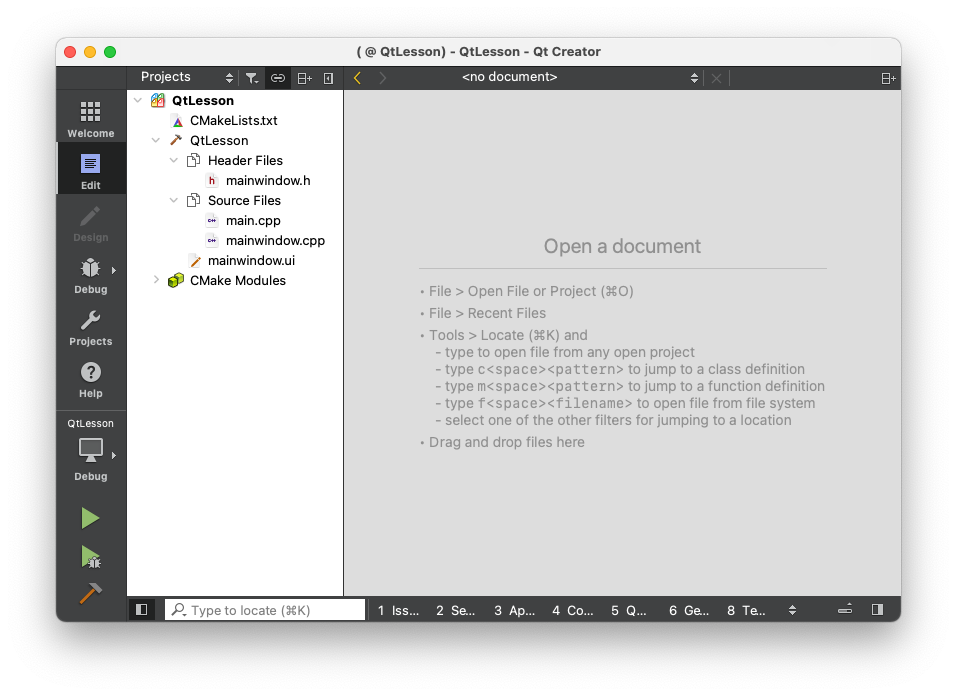 ( @ QtLesson) - QtLesson - Qt Creator
Projects
<no document>
Welcome
Edit
Design
Debug
Projects
Help
QtLesson
Debug
QtLesson
CMakeLists.txt
QtLesson
Header Files
mainwindow.h
Source Files
main.cpp
mainwindow.cpp
mainwindow.ui
CMake Modules
Open a document
• File > Open File or Project (⌘O)
• File > Recent Files
• Tools > Locate (⌘K) and
- type to open file from any open project
- type c<space><pattern> to jump to a class definition
- type m<space><pattern> to jump to a function definition
- type f<space><filename> to open file from file system
- select one of the other filters for jumping to a location
• Drag and drop files here
Type to locate (⌘K)
1 Iss... 2 Se... 3 Ap... 4 Co... 5 Q... 6 Ge... 8 Te...